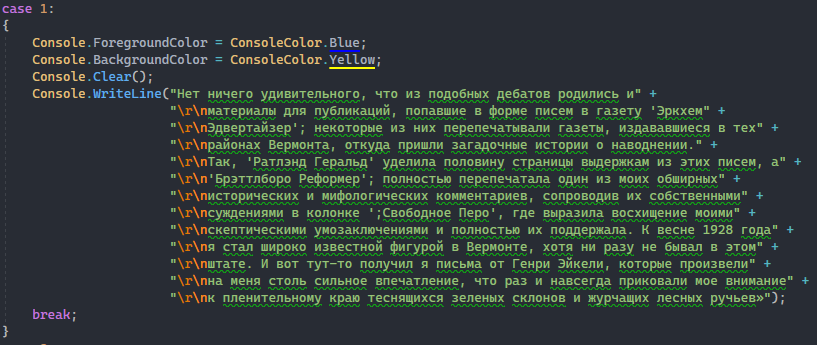 case 1:
{
Console.ForegroundColor = ConsoleColor.Blue;
Console.BackgroundColor = ConsoleColor.Yellow;
Console.Clear();
Console.WriteLine("Нет ничего удивительного, что из подобных дебатов родились и" +
"\r\nматериалы для публикаций, попавшие в форме писем в газету 'Эркхем" +
"\r\nЭдвертайзер'; некоторые из них перепечатывали газеты, издававшиеся в тех" +
"\r\nрайонах Вермонта, откуда пришли загадочные истории о наводнении." +
"\r\nТак, 'Ратлэнд Геральд' уделила половину страницы выдержкам из этих писем, а" +
"\r\n'Брэттлборо Реформер'; полностью перепечатала один из моих обширных" +
"\r\nисторических и мифологических комментариев, сопроводив их собственными" +
"\r\nсуждениями в колонке ';Свободное Перо', где выразила восхищение моими" +
"\r\nскептическими умозаключениями и полностью их поддержала. К весне 1928 года" +
"\r\nя стал широко известной фигурой в Вермонте, хотя ни разу не бывал в этом" +
"\r\nштате. И вот тут-то получил я письма от Генри Эйкели, которые произвели" +
"\r\nна меня столь сильное впечатление, что раз и навсегда приковали мое внимание" +
"\r\nк пленительному краю теснящихся зеленых склонов и журчащих лесных ручьев»");
break;
}